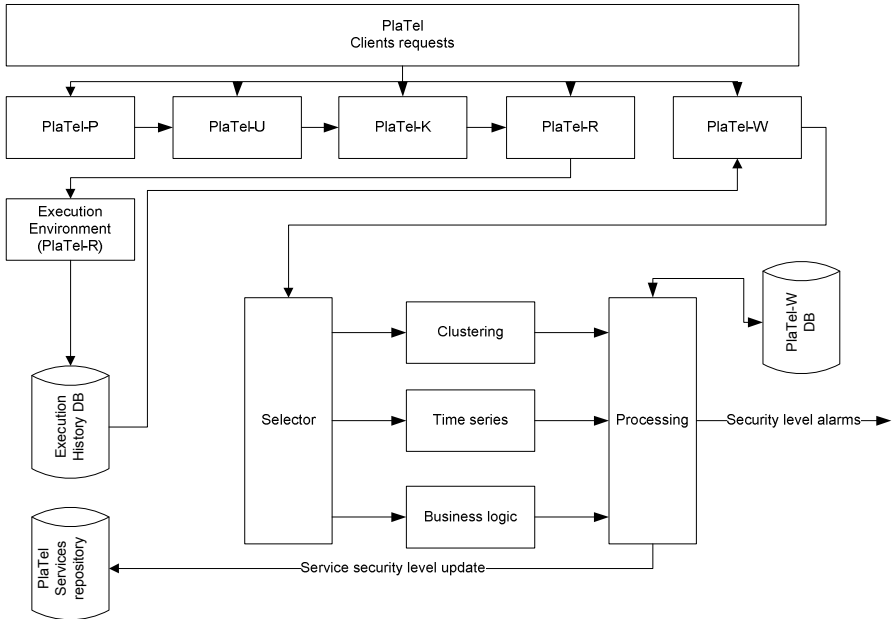 PlaTel
Clients requests
PlaTel-P
PlaTel-U
PlaTel-K
PlaTel-R
PlaTel-W
Execution
Environment
(PlaTel-R)
Execution
History DB
PlaTel
Services
repository
Selector
Clustering
Time series
Business logic
Processing
PlaTel-W
DB
Security level alarms
Service security level update